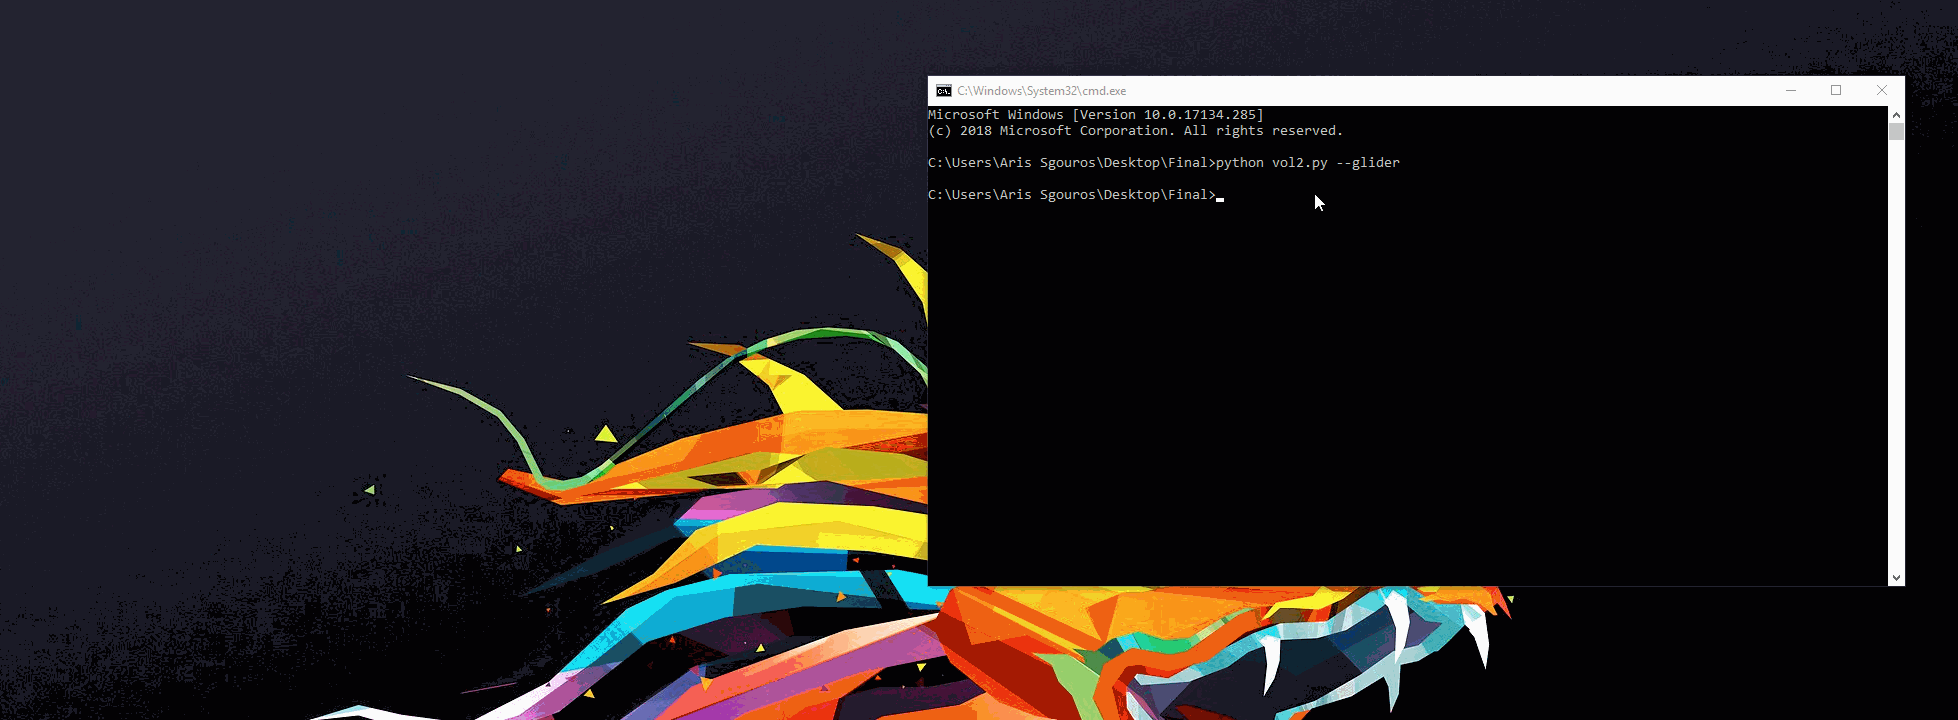 C:\Windows\System32\cmd.exe
Microsoft Windows [Version 10.0.17134.285]
(c) 2018 Microsoft Corporation. All rights reserved.
C:\Users\Aris Sgouros\Desktop\Final>python vol2.py --glider
C:\Users\Aris Sgouros\Desktop\Final>